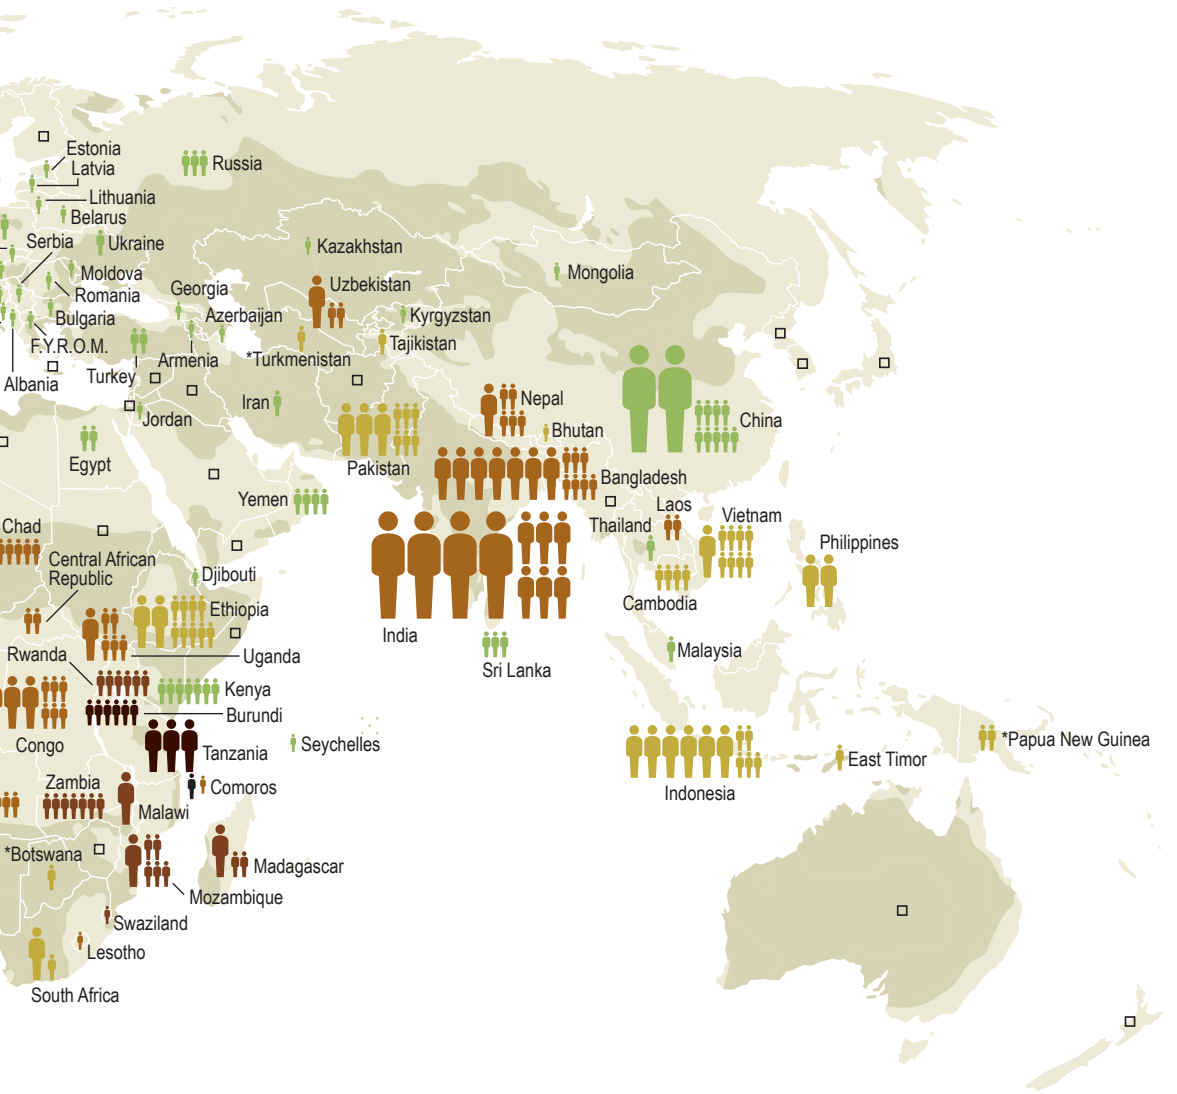 Estonia
Latvia
Russia
Lithuania
Belarus
Serbia
Ukraine
Kazakhstan
Moldova
Mongolia
Romania
Georgia
Uzbekistan
Bulgaria
Azerbaijan
Kyrgyzstan
F.Y.R.O.M.
Tajikistan
Armenia
*Turkmenistan
Albania
Turkey
Iran
Nepal
Jordan
China
Bhutan
Egypt
Pakistan
Bangladesh
Yemen
Laos
Chad
Thailand
Vietnam
Central African
Republic
Philippines
Djibouti
Ethiopia
Cambodia
India
Rwanda
Uganda
Malaysia
Sri Lanka
Kenya
Burundi
Congo
Tanzania
Seychelles
*Papua New Guinea
East Timor
Zambia
Comoros
Indonesia
Malawi
*Botswana
Madagascar
Mozambique
Swaziland
Lesotho
South Africa